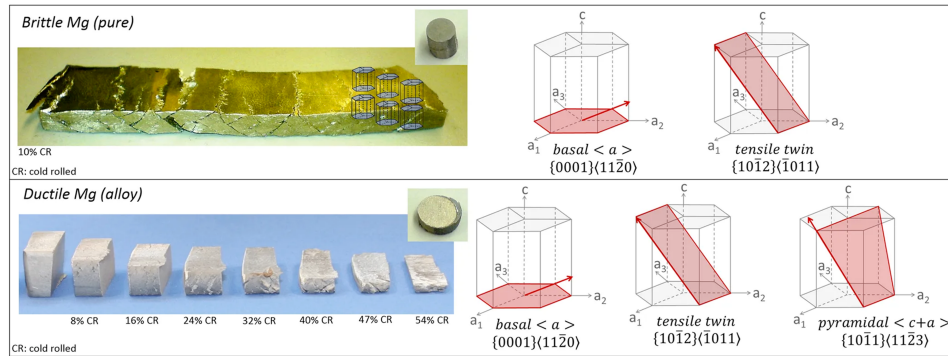 Brittle Mg (pure)
10% CR
CR: cold rolled
c
a₃
a₁
a₂
basal < a >
{0001}⟨112̅0⟩
c
a₃
a₁
a₂
tensile twin
{101̅2}⟨1̅011⟩
Ductile Mg (alloy)
8% CR 16% CR 24% CR 32% CR 40% CR 47% CR 54% CR
CR: cold rolled
c
a₃
a₁
a₂
basal < a >
{0001}⟨112̅0⟩
c
a₃
a₁
a₂
tensile twin
{101̅2}⟨1̅011⟩
c
a₃
a₁
a₂
pyramidal < c+a >
{101̅1}⟨112̅3⟩